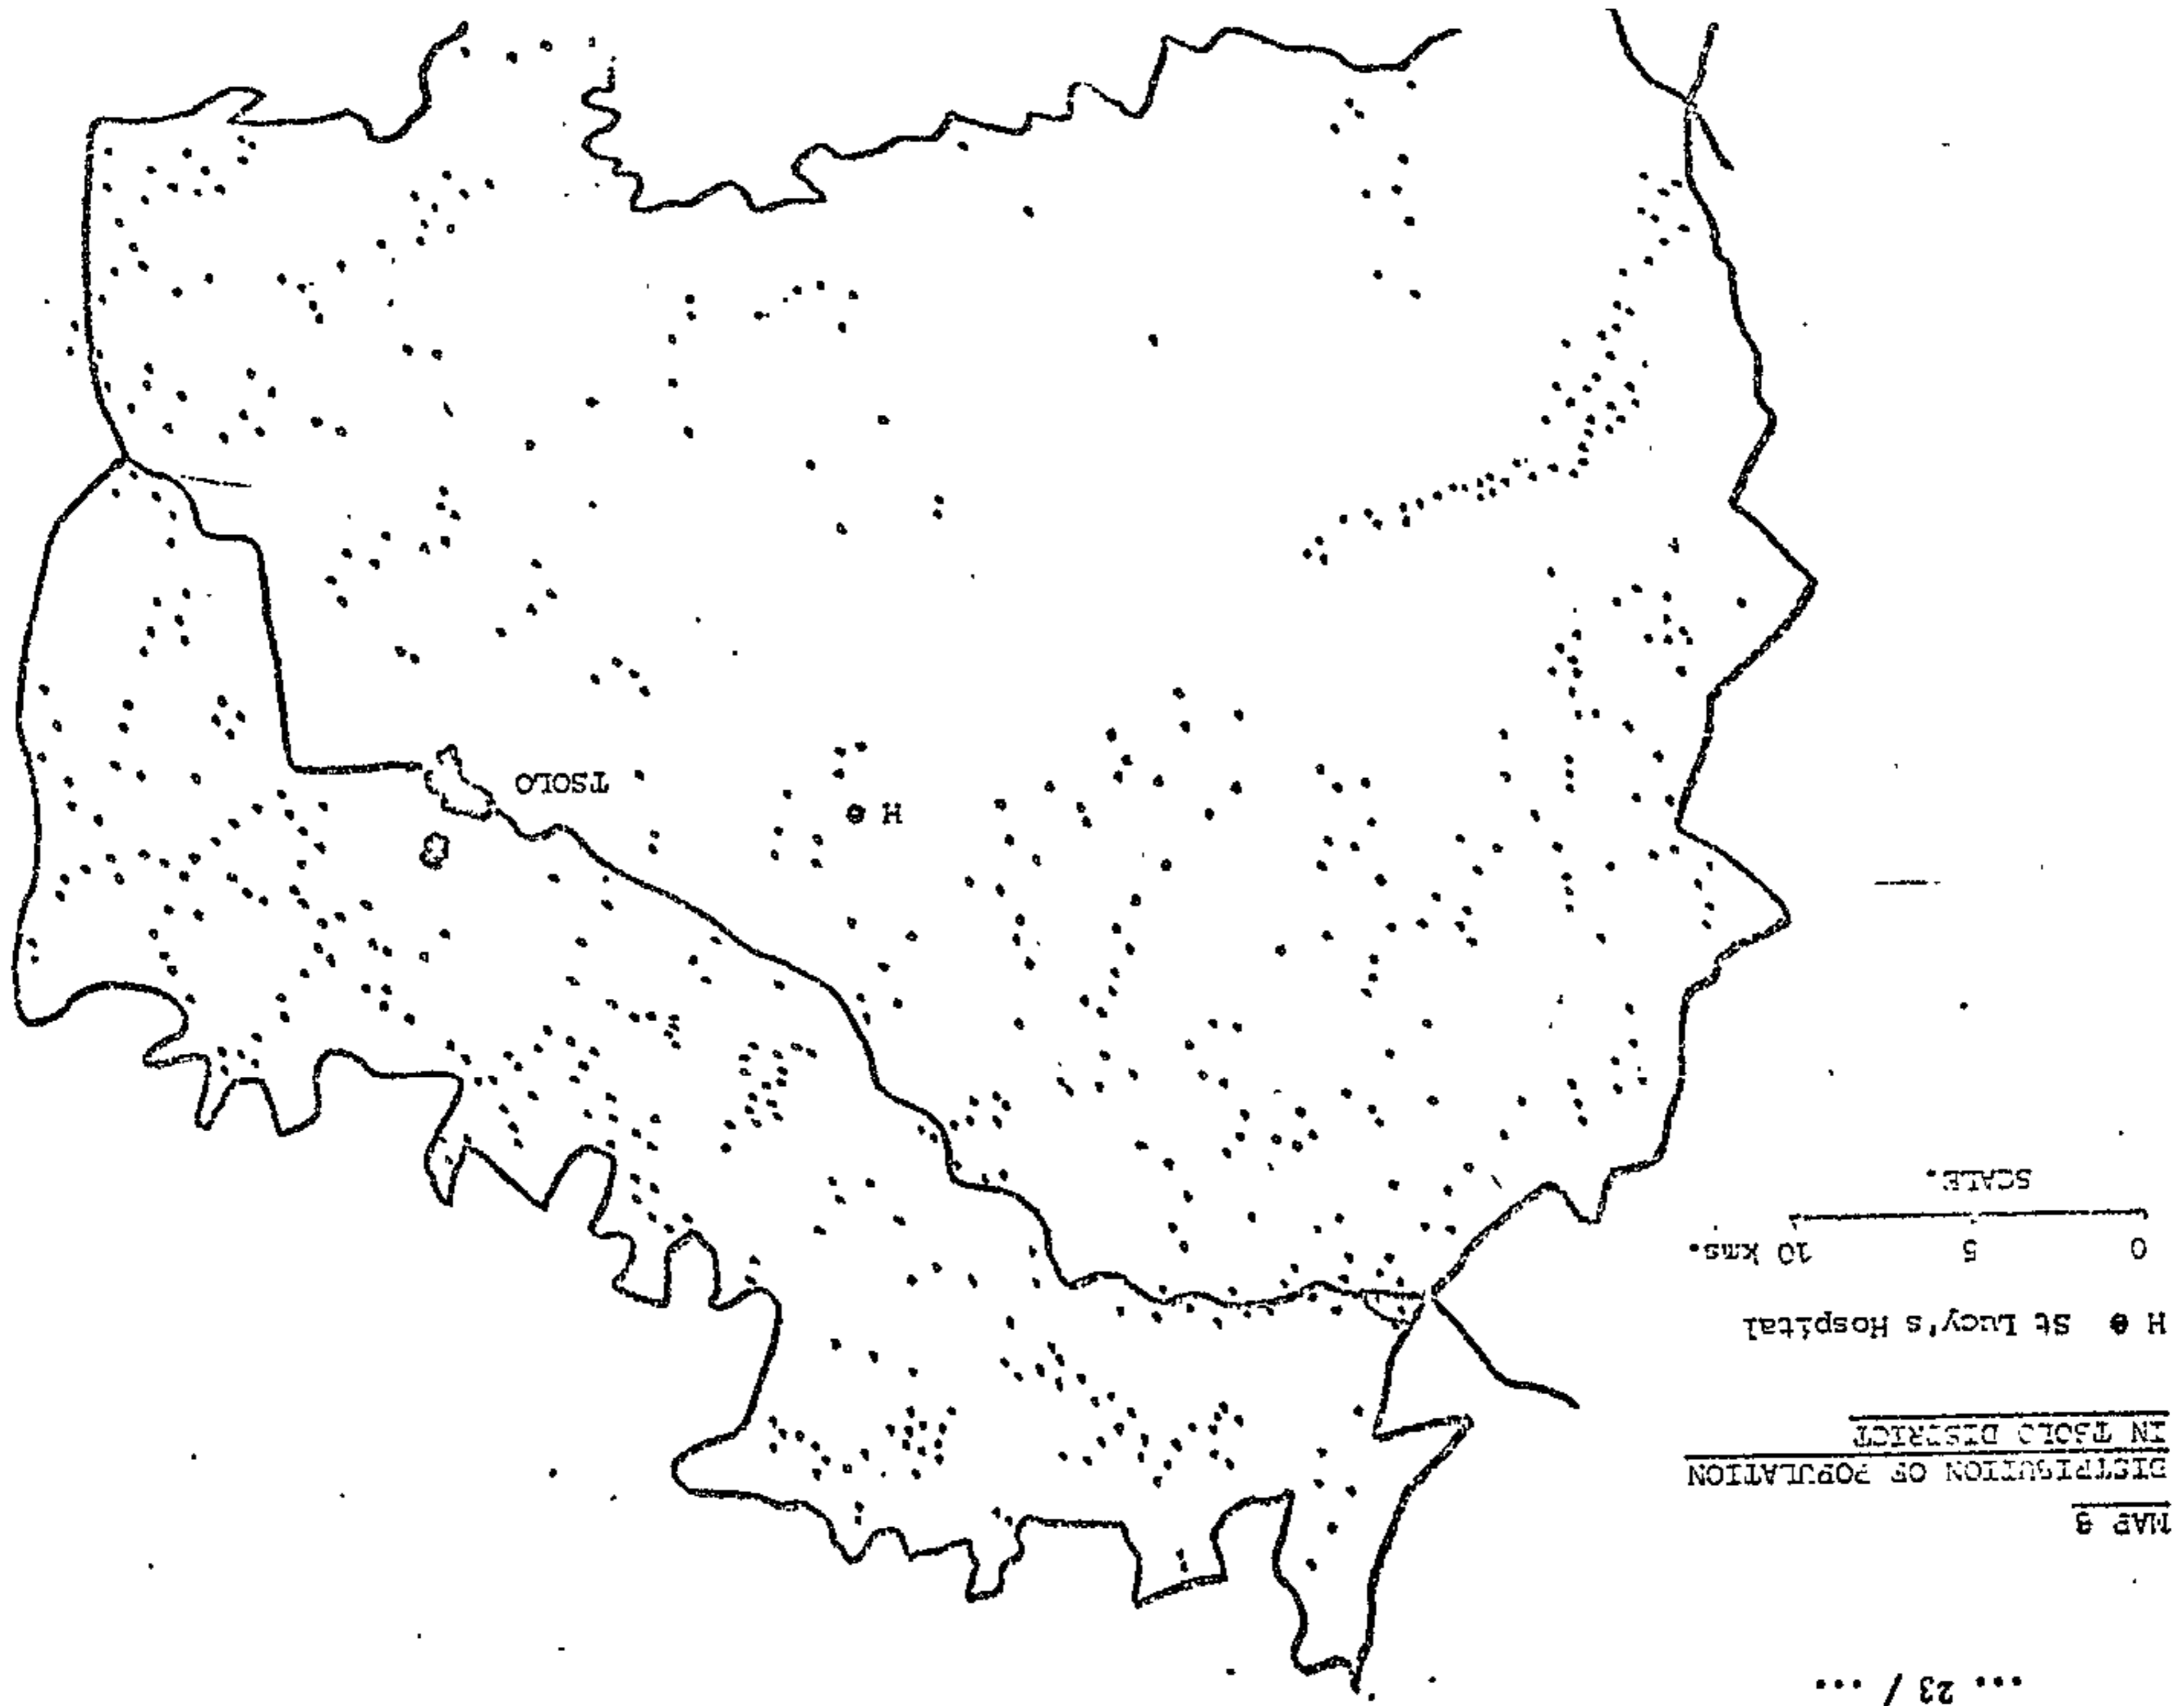 ... 23 / ...
MAP 8
DISTRIBUTION OF POPULATION
IN TSOLO DISTRICT
H St Lucy's Hospital
0 5 10 kms.
SCALE.
H
TSOLO